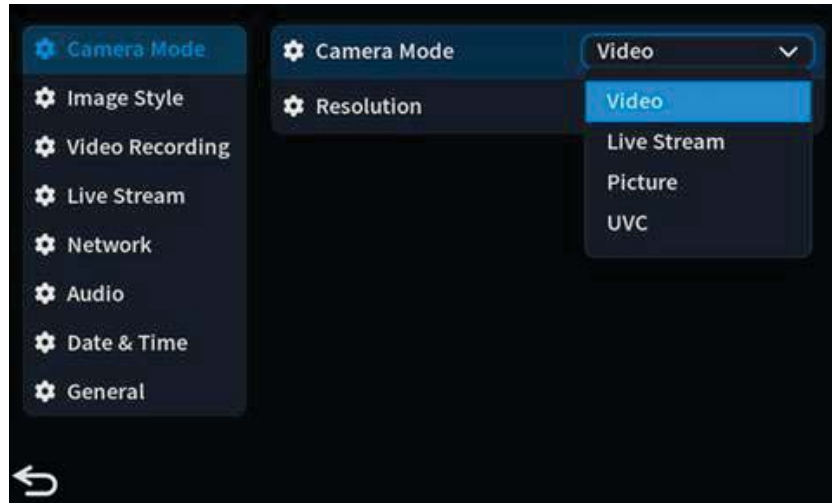 Camera Mode
Image Style
Video Recording
Live Stream
Network
Audio
Date & Time
General
Camera Mode Video
Resolution
Video
Live Stream
Picture
UVC